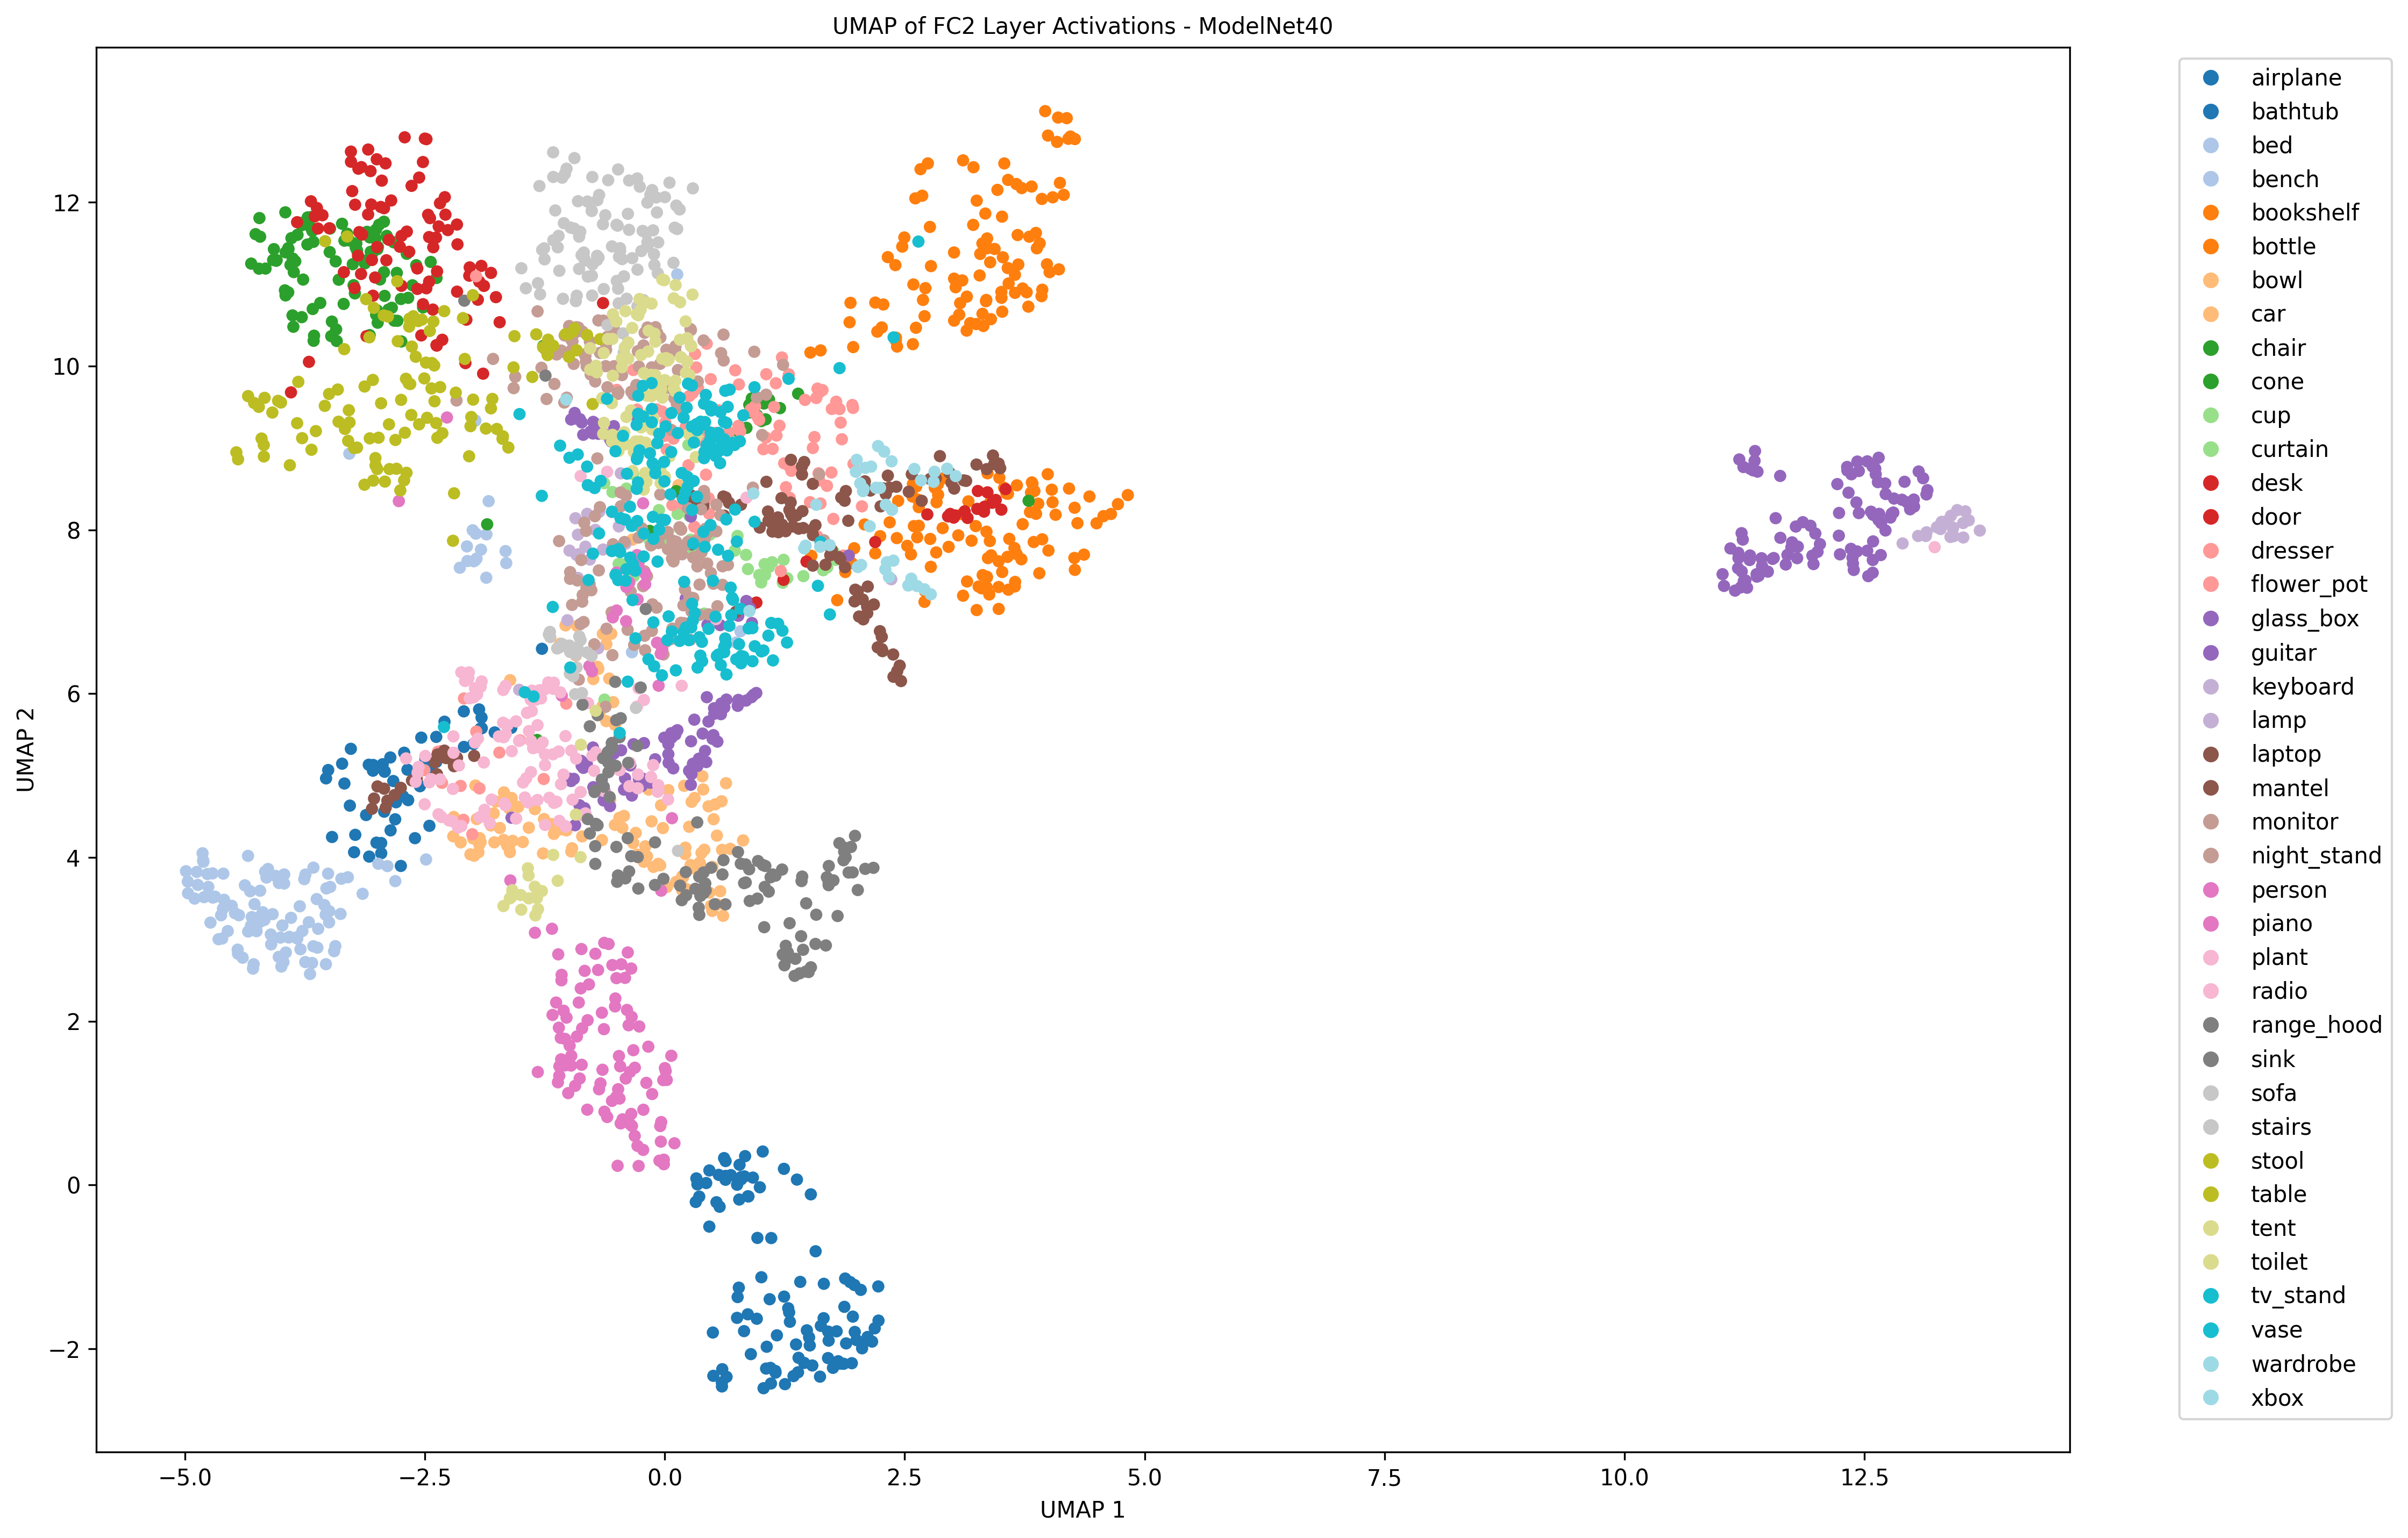 UMAP of FC2 Layer Activations - ModelNet40
12
10
8
6
4
2
0
−2
UMAP 2
−5.0
−2.5
0.0
2.5
5.0
7.5
10.0
12.5
UMAP 1
airplane
bathtub
bed
bench
bookshelf
bottle
bowl
car
chair
cone
cup
curtain
desk
door
dresser
flower_pot
glass_box
guitar
keyboard
lamp
laptop
mantel
monitor
night_stand
person
piano
plant
radio
range_hood
sink
sofa
stairs
stool
table
tent
toilet
tv_stand
vase
wardrobe
xbox